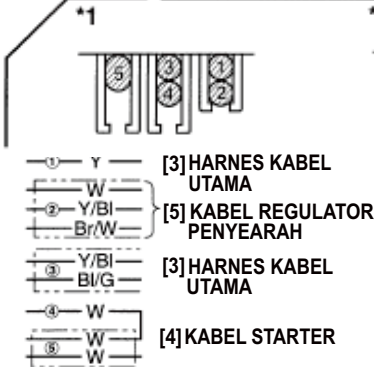 *1
5 3 1
4 2
① Y [3] HARNES KABEL
UTAMA
W
② Y/Bl [5] KABEL REGULATOR
Br/W PENYEARAH
Y/Bl [3] HARNES KABEL
③ Bl/G UTAMA
④ W
W [4] KABEL STARTER
⑤ W